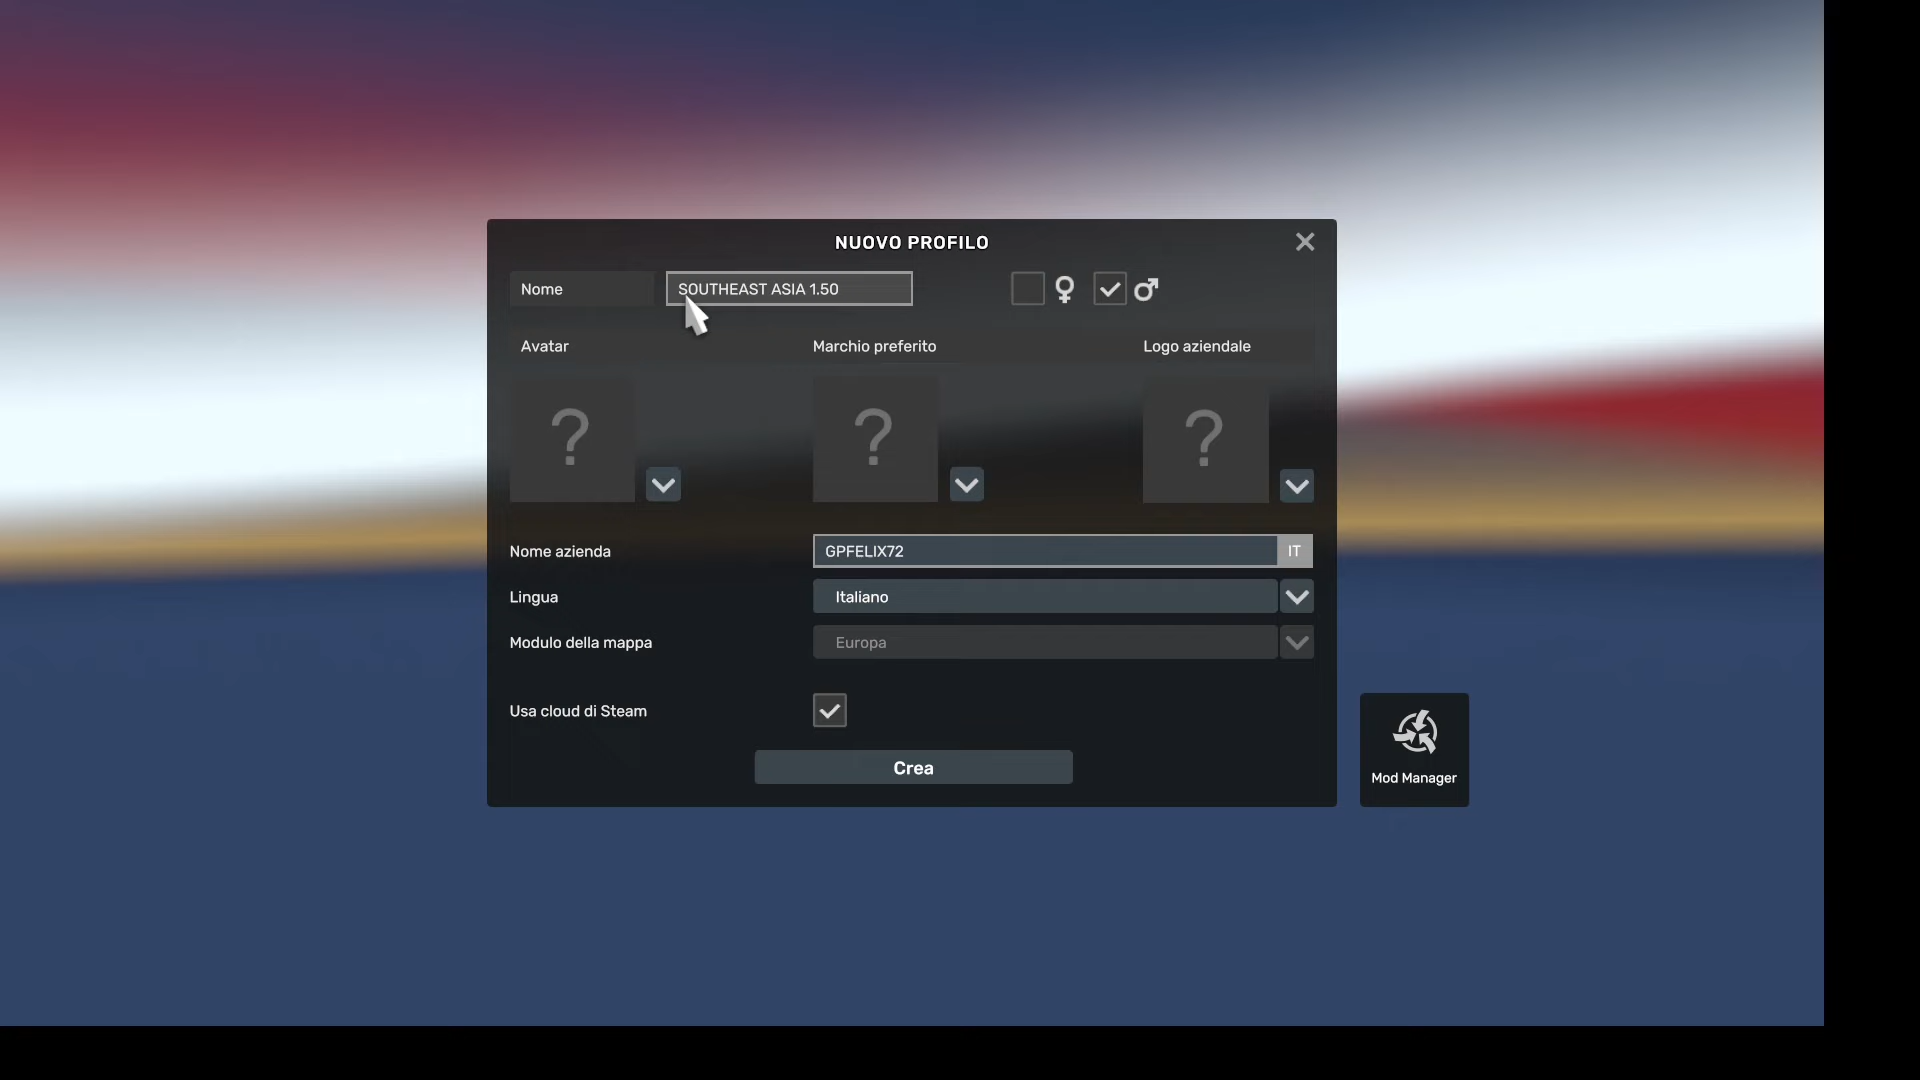 NUOVO PROFILO
Nome
SOUTHEAST ASIA 1.50
Avatar
Marchio preferito
Logo aziendale
?
?
?
Nome azienda
GPFELIX72
IT
Lingua
Italiano
Modulo della mappa
Europa
Usa cloud di Steam
Crea
Mod Manager